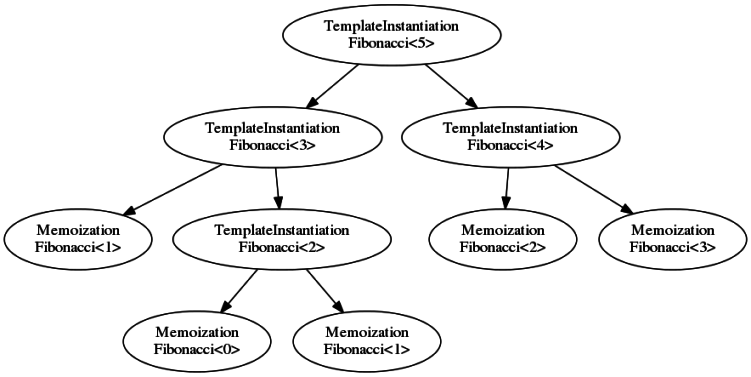 TemplateInstantiation
Fibonacci<5>
TemplateInstantiation
Fibonacci<3>
TemplateInstantiation
Fibonacci<4>
Memoization
Fibonacci<1>
TemplateInstantiation
Fibonacci<2>
Memoization
Fibonacci<2>
Memoization
Fibonacci<3>
Memoization
Fibonacci<0>
Memoization
Fibonacci<1>